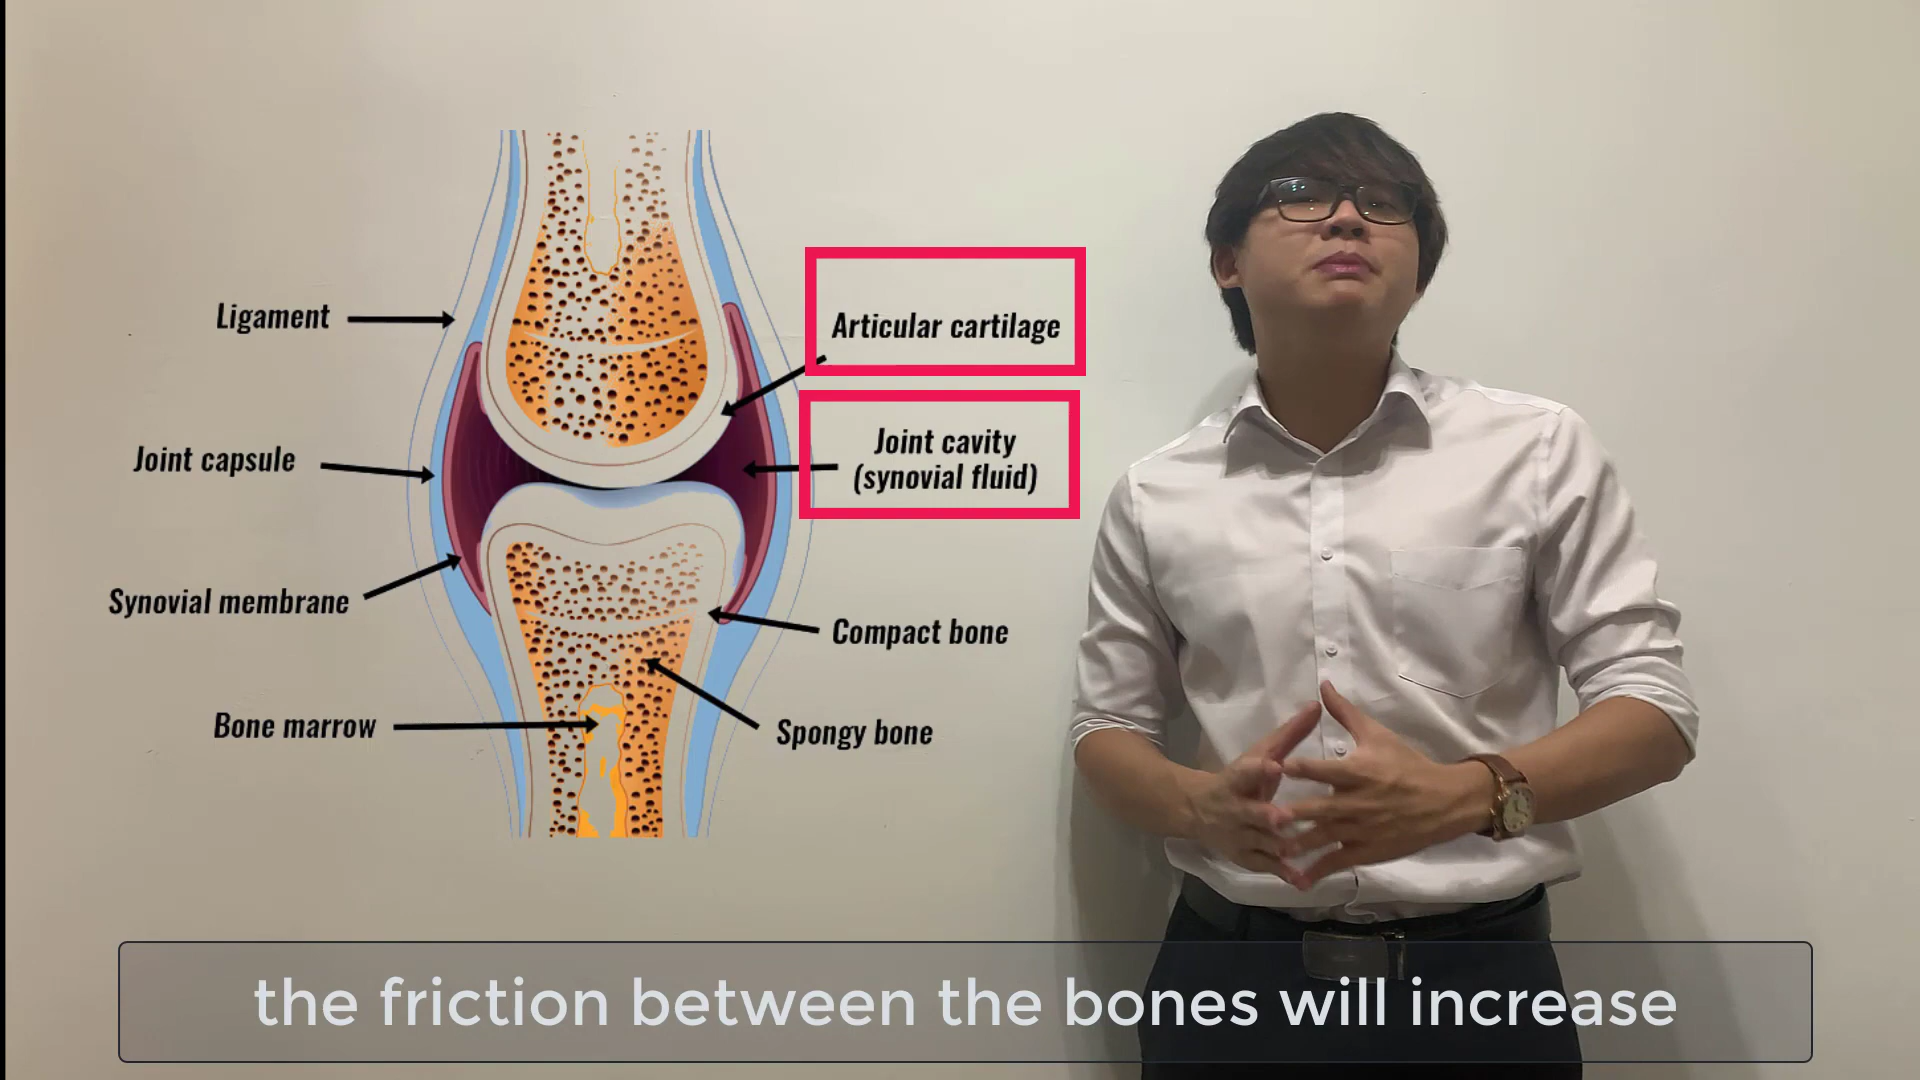 Ligament
Articular cartilage
Joint cavity
(synovial fluid)
Joint capsule
Synovial membrane
Compact bone
Bone marrow
Spongy bone
the friction between the bones will increase